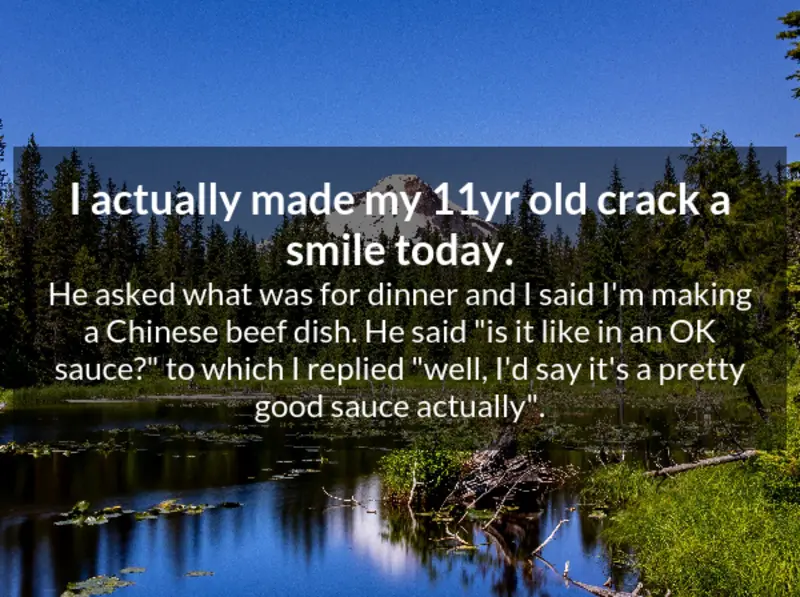 I actually made my 11yr old crack a
smile today.
He asked what was for dinner and I said I'm making
a Chinese beef dish. He said "is it like in an OK
sauce?" to which I replied "well, I'd say it's a pretty
good sauce actually".